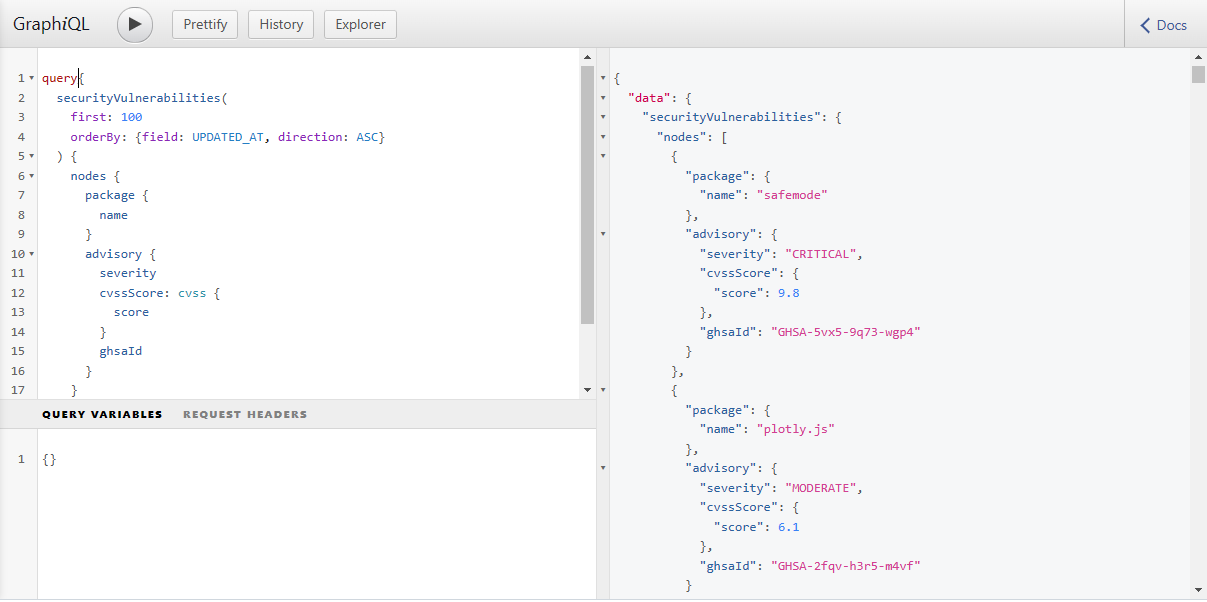 GraphiQL
Prettify
History
Explorer
Docs
1 query{
2 securityVulnerabilities(
3 first: 100
4 orderBy: {field: UPDATED_AT, direction: ASC}
5 ) {
6 nodes {
7 package {
8 name
9 }
10 advisory {
11 severity
12 cvssScore: cvss {
13 score
14 }
15 ghsaId
16 }
17 }
QUERY VARIABLES REQUEST HEADERS
1 {}
{
"data": {
"securityVulnerabilities": {
"nodes": [
{
"package": {
"name": "safemode"
},
"advisory": {
"severity": "CRITICAL",
"cvssScore": {
"score": 9.8
},
"ghsaId": "GHSA-5vx5-9q73-wgp4"
}
},
{
"package": {
"name": "plotly.js"
},
"advisory": {
"severity": "MODERATE",
"cvssScore": {
"score": 6.1
},
"ghsaId": "GHSA-2fqv-h3r5-m4vf"
}